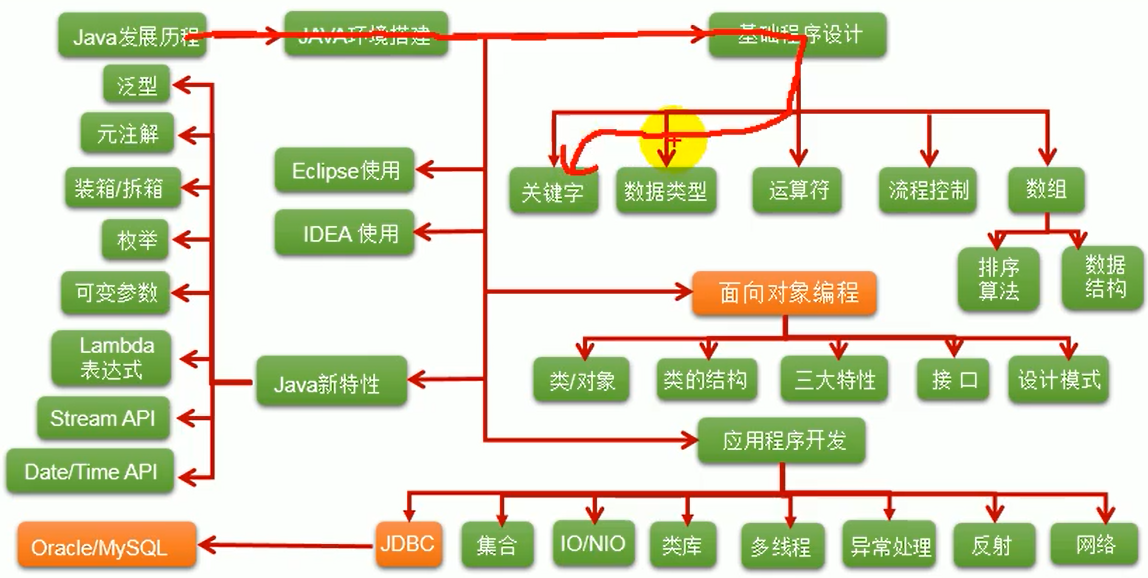 Java发展历程
JAVA环境搭建
基础程序设计
泛型
元注解
装箱/拆箱
枚举
可变参数
Lambda
表达式
Stream API
Date/Time API
Java新特性
Eclipse使用
IDEA 使用
关键字
数据类型
运算符
流程控制
数组
排序
算法
数据
结构
面向对象编程
类/对象
类的结构
三大特性
接 口
设计模式
应用程序开发
Oracle/MySQL
JDBC
集合
IO/NIO
类库
多线程
异常处理
反射
网络